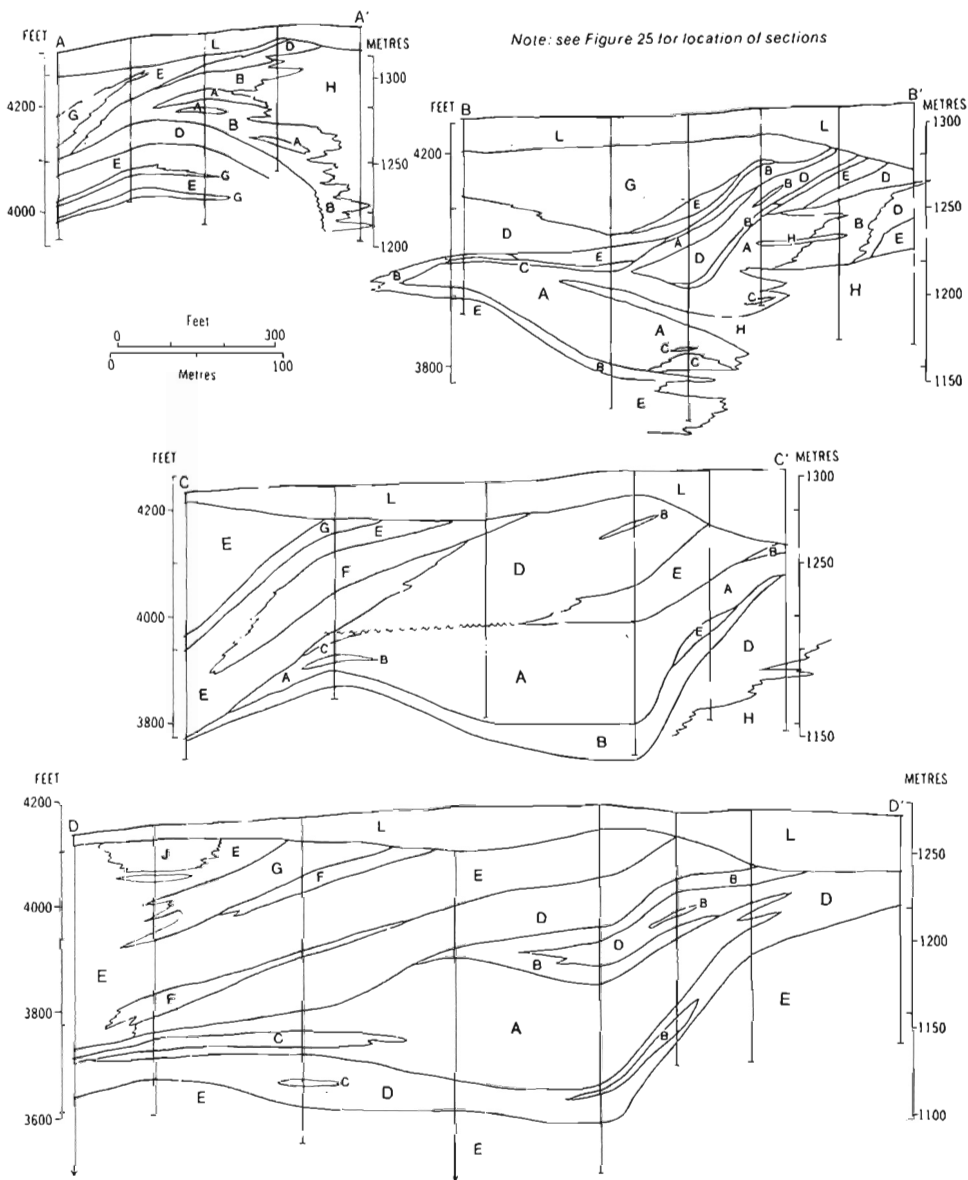 A A'
FEET METRES
L D
E B H 1300
4200 A
G A B
D A
E 1250
E G
4000 G B
1200
Note: see Figure 25 for location of sections
FEET B B' METRES
L L 1300
4200
G B D
E B E D 1250
D A B B D
E A H E
B C D H
A 1200
E C
A H
C
3800 C
B 1150
E
Feet
0 300
0 100
Metres
FEET C C' METRES
L L 1300
4200
G E B
E
F D E B 1250
A
4000
C E
B D
A A
E
H
3800 B 1150
FEET METRES
4200
D D'
L L
J E 1250
G F E B
4000 D B D
D 1200
B
E E
F
3800 A B 1150
C
C D
E
3600 1100
E